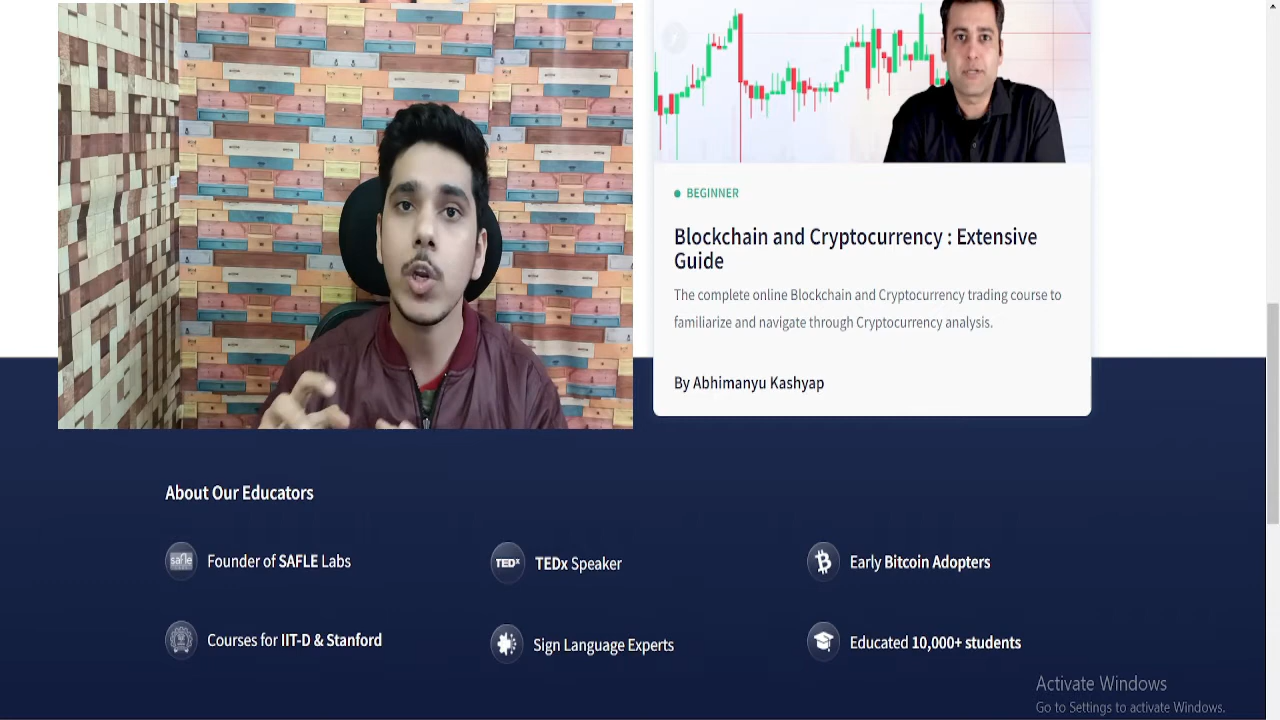 BEGINNER
Blockchain and Cryptocurrency : Extensive
Guide
The complete online Blockchain and Cryptocurrency trading course to
familiarize and navigate through Cryptocurrency analysis.
By Abhimanyu Kashyap
About Our Educators
safle Founder of SAFLE Labs
TEDx TEDx Speaker
Early Bitcoin Adopters
Courses for IIT-D & Stanford
Sign Language Experts
Educated 10,000+ students
Activate Windows
Go to Settings to activate Windows.